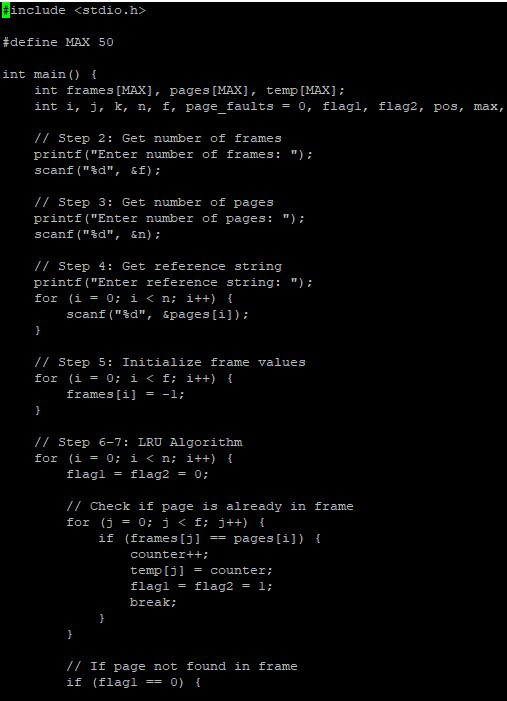 #include <stdio.h>

#define MAX 50

int main() {
    int frames[MAX], pages[MAX], temp[MAX];
    int i, j, k, n, f, page_faults = 0, flag1, flag2, pos, max,

    // Step 2: Get number of frames
    printf("Enter number of frames: ");
    scanf("%d", &f);

    // Step 3: Get number of pages
    printf("Enter number of pages: ");
    scanf("%d", &n);

    // Step 4: Get reference string
    printf("Enter reference string: ");
    for (i = 0; i < n; i++) {
        scanf("%d", &pages[i]);
    }

    // Step 5: Initialize frame values
    for (i = 0; i < f; i++) {
        frames[i] = -1;
    }

    // Step 6-7: LRU Algorithm
    for (i = 0; i < n; i++) {
        flag1 = flag2 = 0;

        // Check if page is already in frame
        for (j = 0; j < f; j++) {
            if (frames[j] == pages[i]) {
                counter++;
                temp[j] = counter;
                flag1 = flag2 = 1;
                break;
            }
        }

        // If page not found in frame
        if (flag1 == 0) {